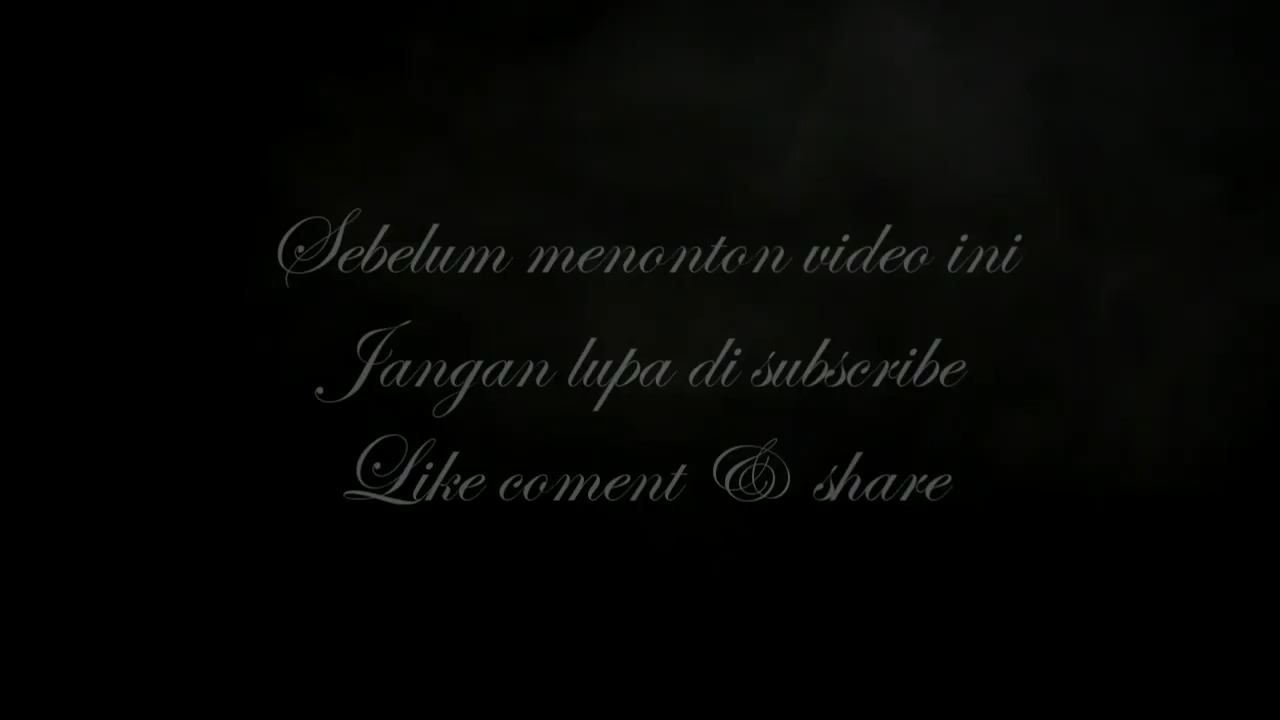 Sebelum menonton video ini
Jangan lupa di subscribe
Like coment & share